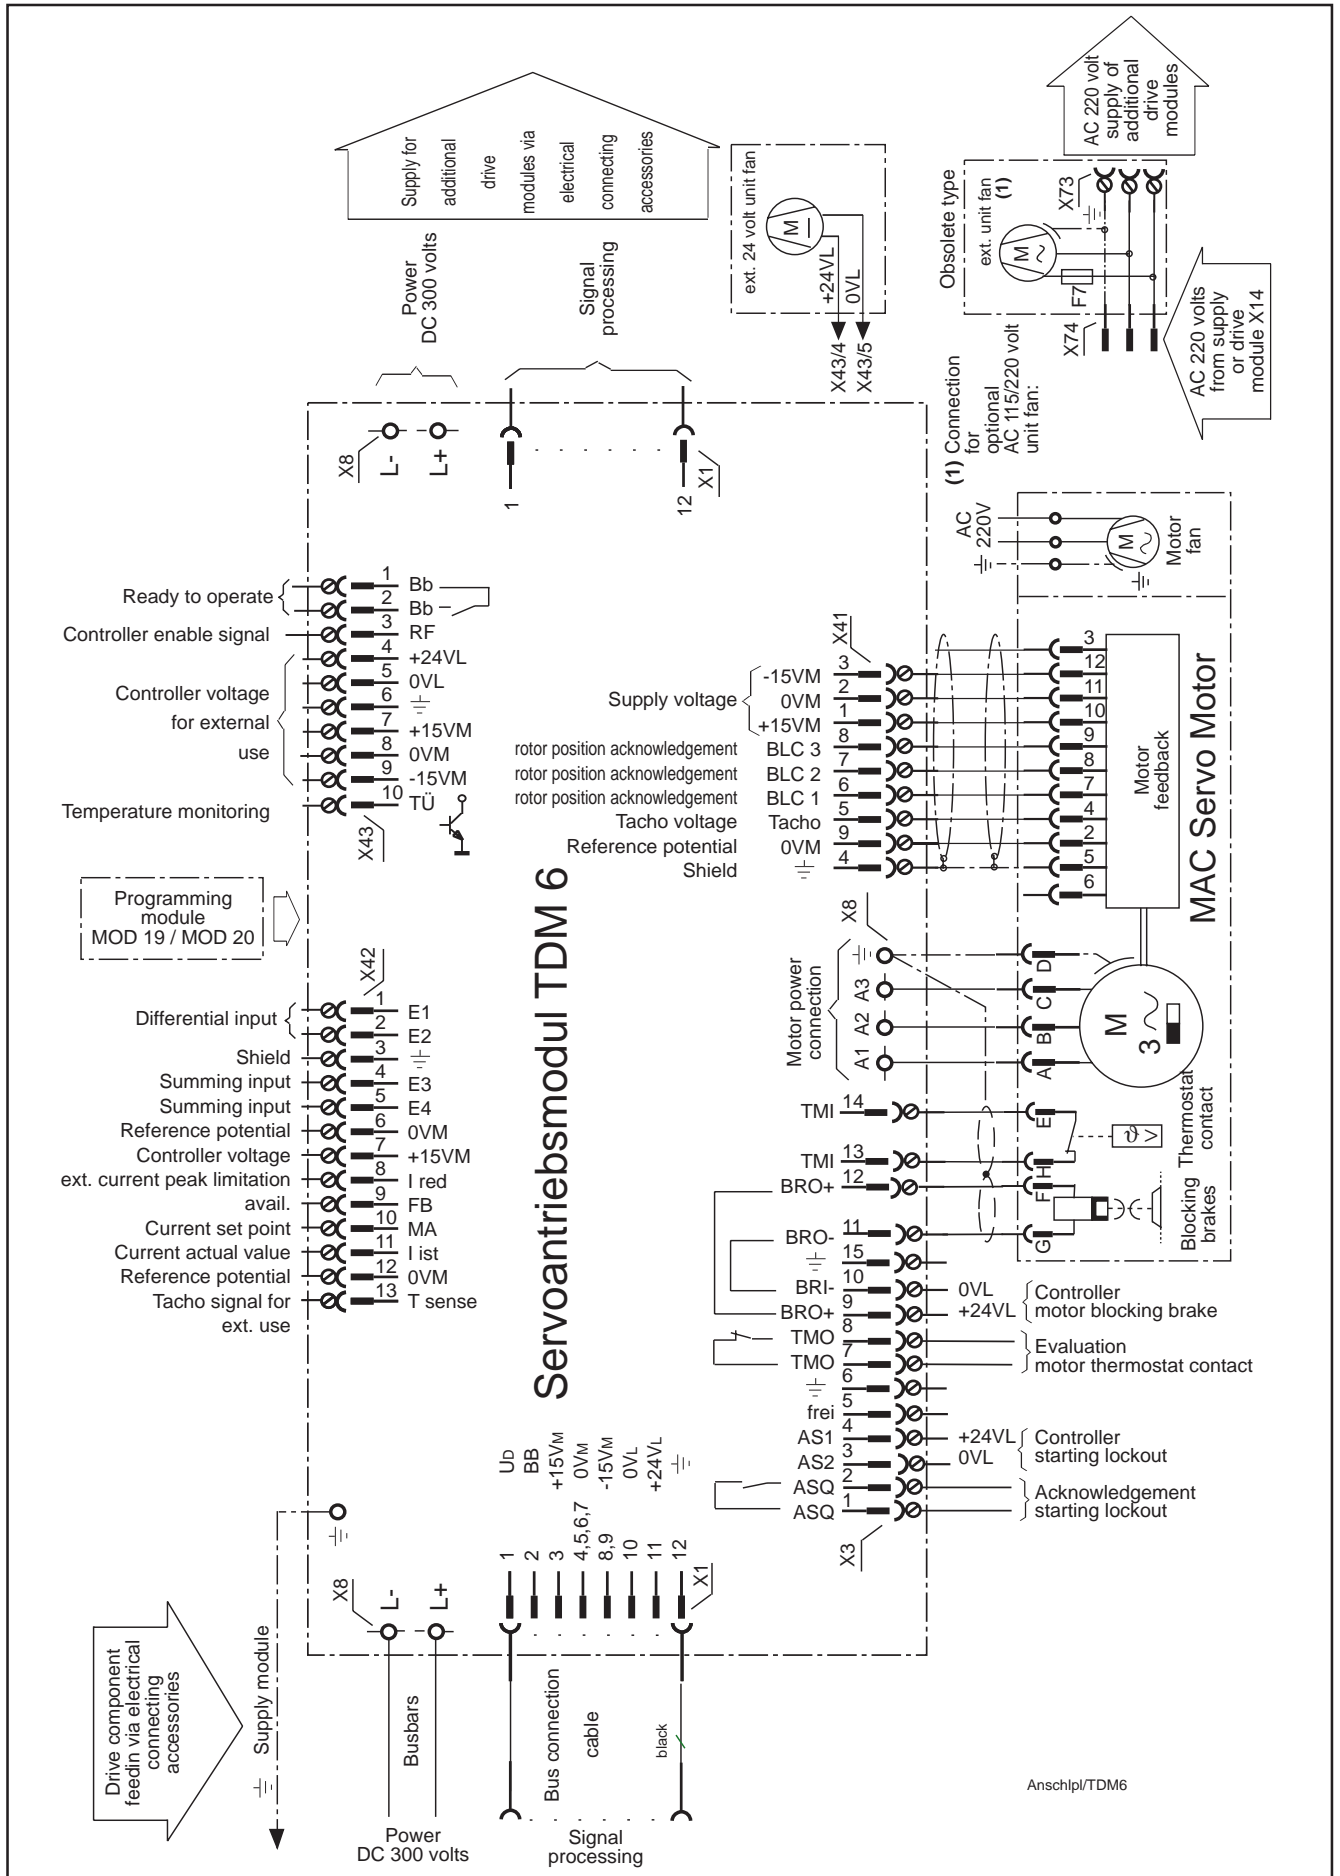 AC 220 volt
supply of
additional
drive
modules
Supply for
additional
drive
modules via
electrical
connecting
accessories
ext. 24 volt unit fan
M
+24VL
0VL
X43/4
X43/5
Obsolete type
ext. unit fan
(1)
M
F7
X73
X74
AC 220 volts
from supply
or drive
module X14
(1) Connection
for
optional
AC 115/220 volt
unit fan:
Power
DC 300 volts
Signal
processing
X8
L-
L+
1
12
X1
Ready to operate
1 Bb
2 Bb
Controller enable signal
3 RF
Controller voltage
for external
use
4 +24VL
5 0VL
6
7 +15VM
8 0VM
9 -15VM
Temperature monitoring
10 TÜ
X43
Programming
module
MOD 19 / MOD 20
X42
Differential input
1 E1
2 E2
Shield 3
Summing input 4 E3
Summing input 5 E4
Reference potential 6 0VM
Controller voltage 7 +15VM
ext. current peak limitation 8 I red
avail. 9 FB
Current set point 10 MA
Current actual value 11 I ist
Reference potential 12 0VM
Tacho signal for 13 T sense
ext. use
Servoantriebsmodul TDM 6
X41
Supply voltage
-15VM 3
0VM 2
+15VM 1
rotor position acknowledgement BLC 3 8
rotor position acknowledgement BLC 2 7
rotor position acknowledgement BLC 1 6
Tacho voltage Tacho 5
Reference potential 0VM 9
Shield 4
3
12
11
10
9
8
7
4
2
5
6
Motor
feedback
MAC Servo Motor
AC
220V
M
Motor
fan
X8
Motor power
connection
A3
A2
A1
D
C
B
A
M
3
TMI 14
TMI 13
BRO+ 12
BRO- 11
15
BRI- 10
BRO+ 9
TMO 8
TMO 7
6
frei 5
AS1 4
AS2 3
ASQ 2
ASQ 1
X3
E
H
F
G
ϑ >
Thermostat
contact
Blocking
brakes
0VL
+24VL
Controller
motor blocking brake
Evaluation
motor thermostat contact
+24VL
0VL
Controller
starting lockout
Acknowledgement
starting lockout
UD
BB
+15VM
0VM
-15VM
0VL
+24VL
1
2
3
4,5,6,7
8,9
10
11
12
X1
X8
L-
L+
Drive component
feedin via electrical
connecting
accessories
Supply module
Busbars
Bus connection
cable
black
Power
DC 300 volts
Signal
processing
Anschlpl/TDM6